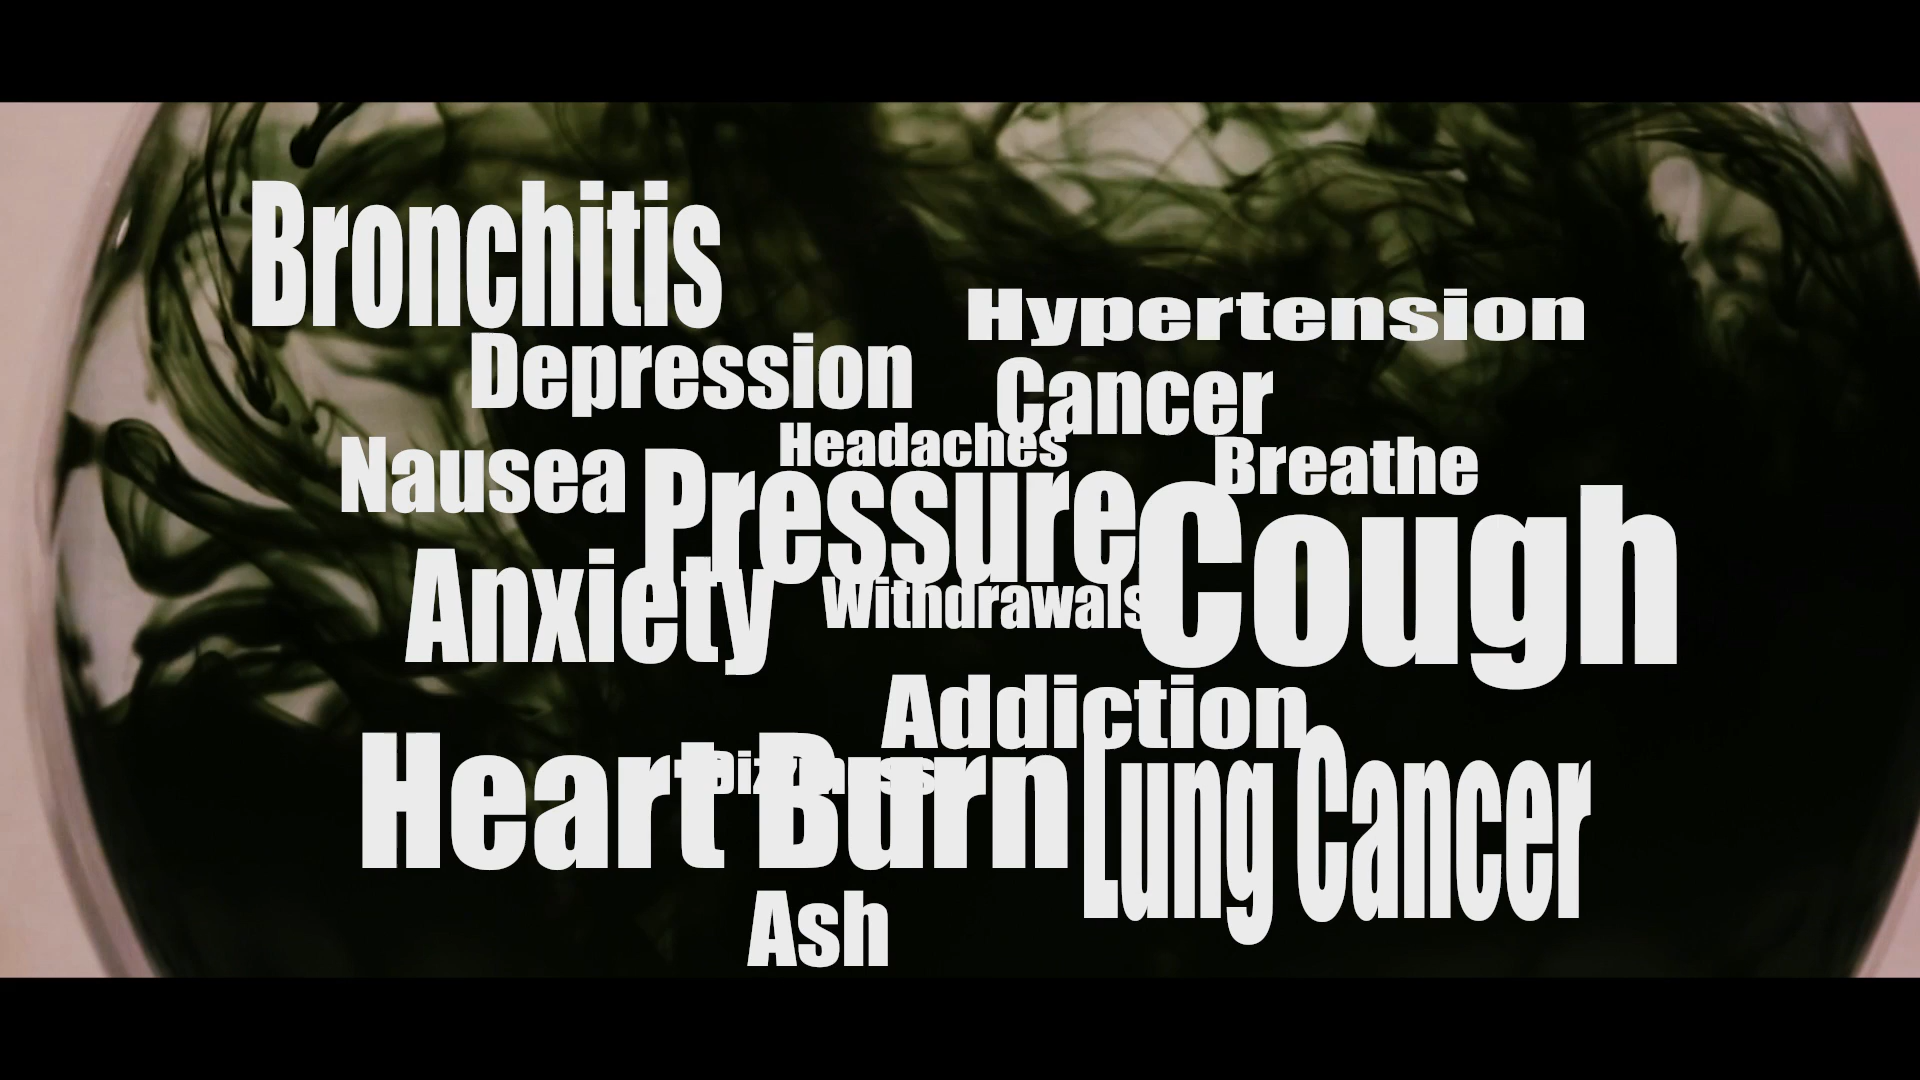 Bronchitis
Hypertension
Depression
Cancer
Headaches
Nausea
Breathe
Pressure
Cough
Anxiety
Withdrawals
Addiction
Heart Burn
Lung Cancer
Ash